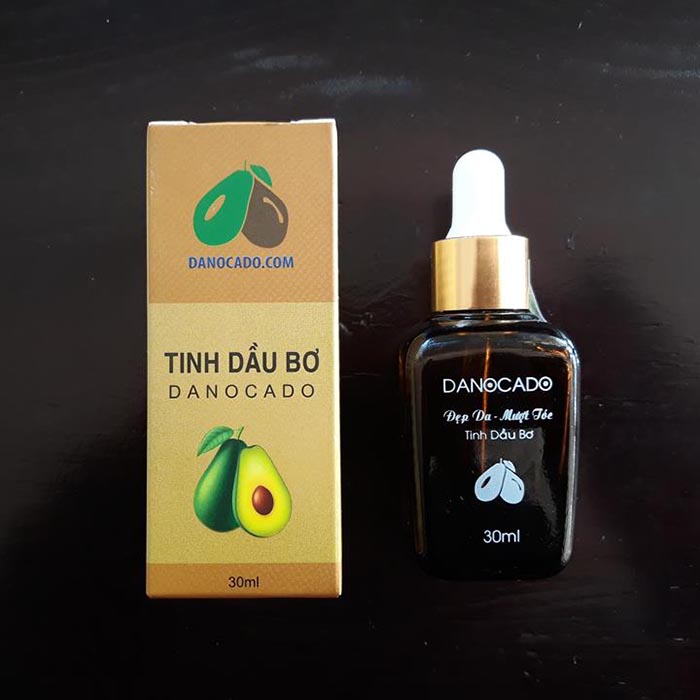 DANOCADO.COM
TINH DẦU BƠ
DANOCADO
30ml
DANOCADO
Đẹp Da - Mượt Tóc
Tinh Dầu Bơ
30ml